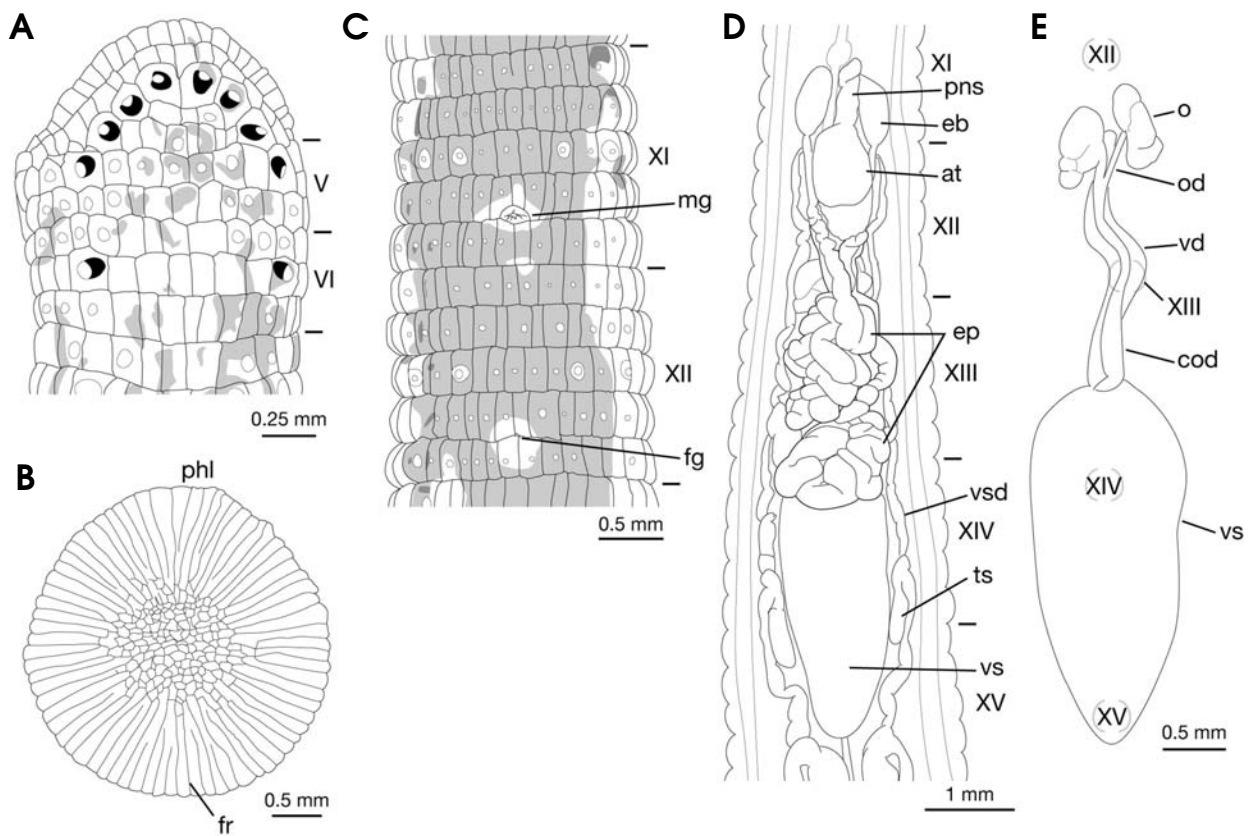 A
V
VI
0.25 mm
B
phl
fr
0.5 mm
C
XI
mg
XII
fg
0.5 mm
D
XI
pns
eb
at
XII
ep
XIII
vsd
XIV
ts
vs
XV
1 mm
E
(XII)
o
od
vd
XIII
cod
(XIV)
vs
(XV)
0.5 mm